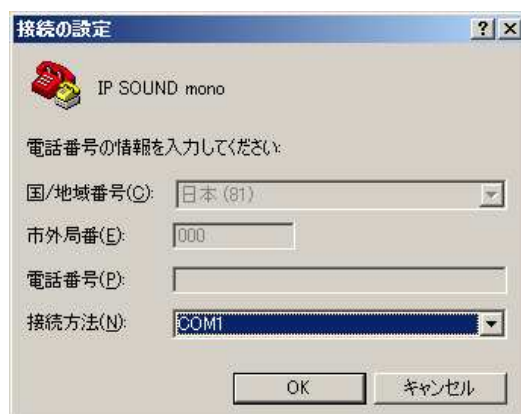 接続の設定
IP SOUND mono
電話番号の情報を入力してください:
国/地域番号(C): 日本 (81)
市外局番(E): 000
電話番号(P):
接続方法(N): COM1
OK キャンセル